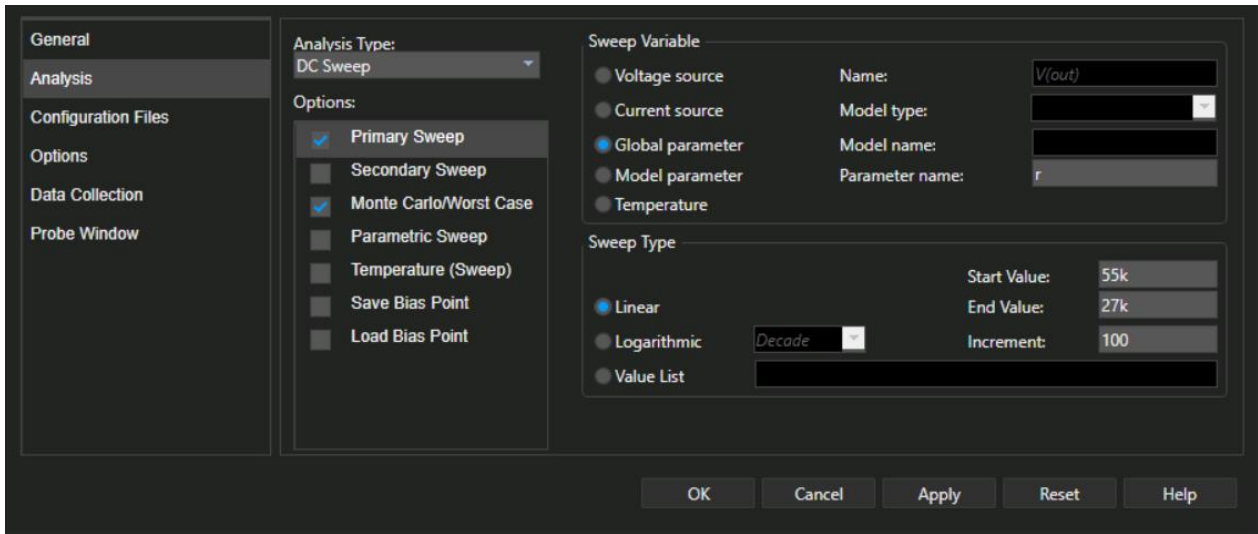 General
Analysis
Configuration Files
Options
Data Collection
Probe Window
Analysis Type:
DC Sweep
Options:
Primary Sweep
Secondary Sweep
Monte Carlo/Worst Case
Parametric Sweep
Temperature (Sweep)
Save Bias Point
Load Bias Point
Sweep Variable
Voltage source Name: V(out)
Current source Model type:
Global parameter Model name:
Model parameter Parameter name: r
Temperature
Sweep Type
Start Value: 55k
Linear End Value: 27k
Logarithmic Decade Increment: 100
Value List
OK Cancel Apply Reset Help